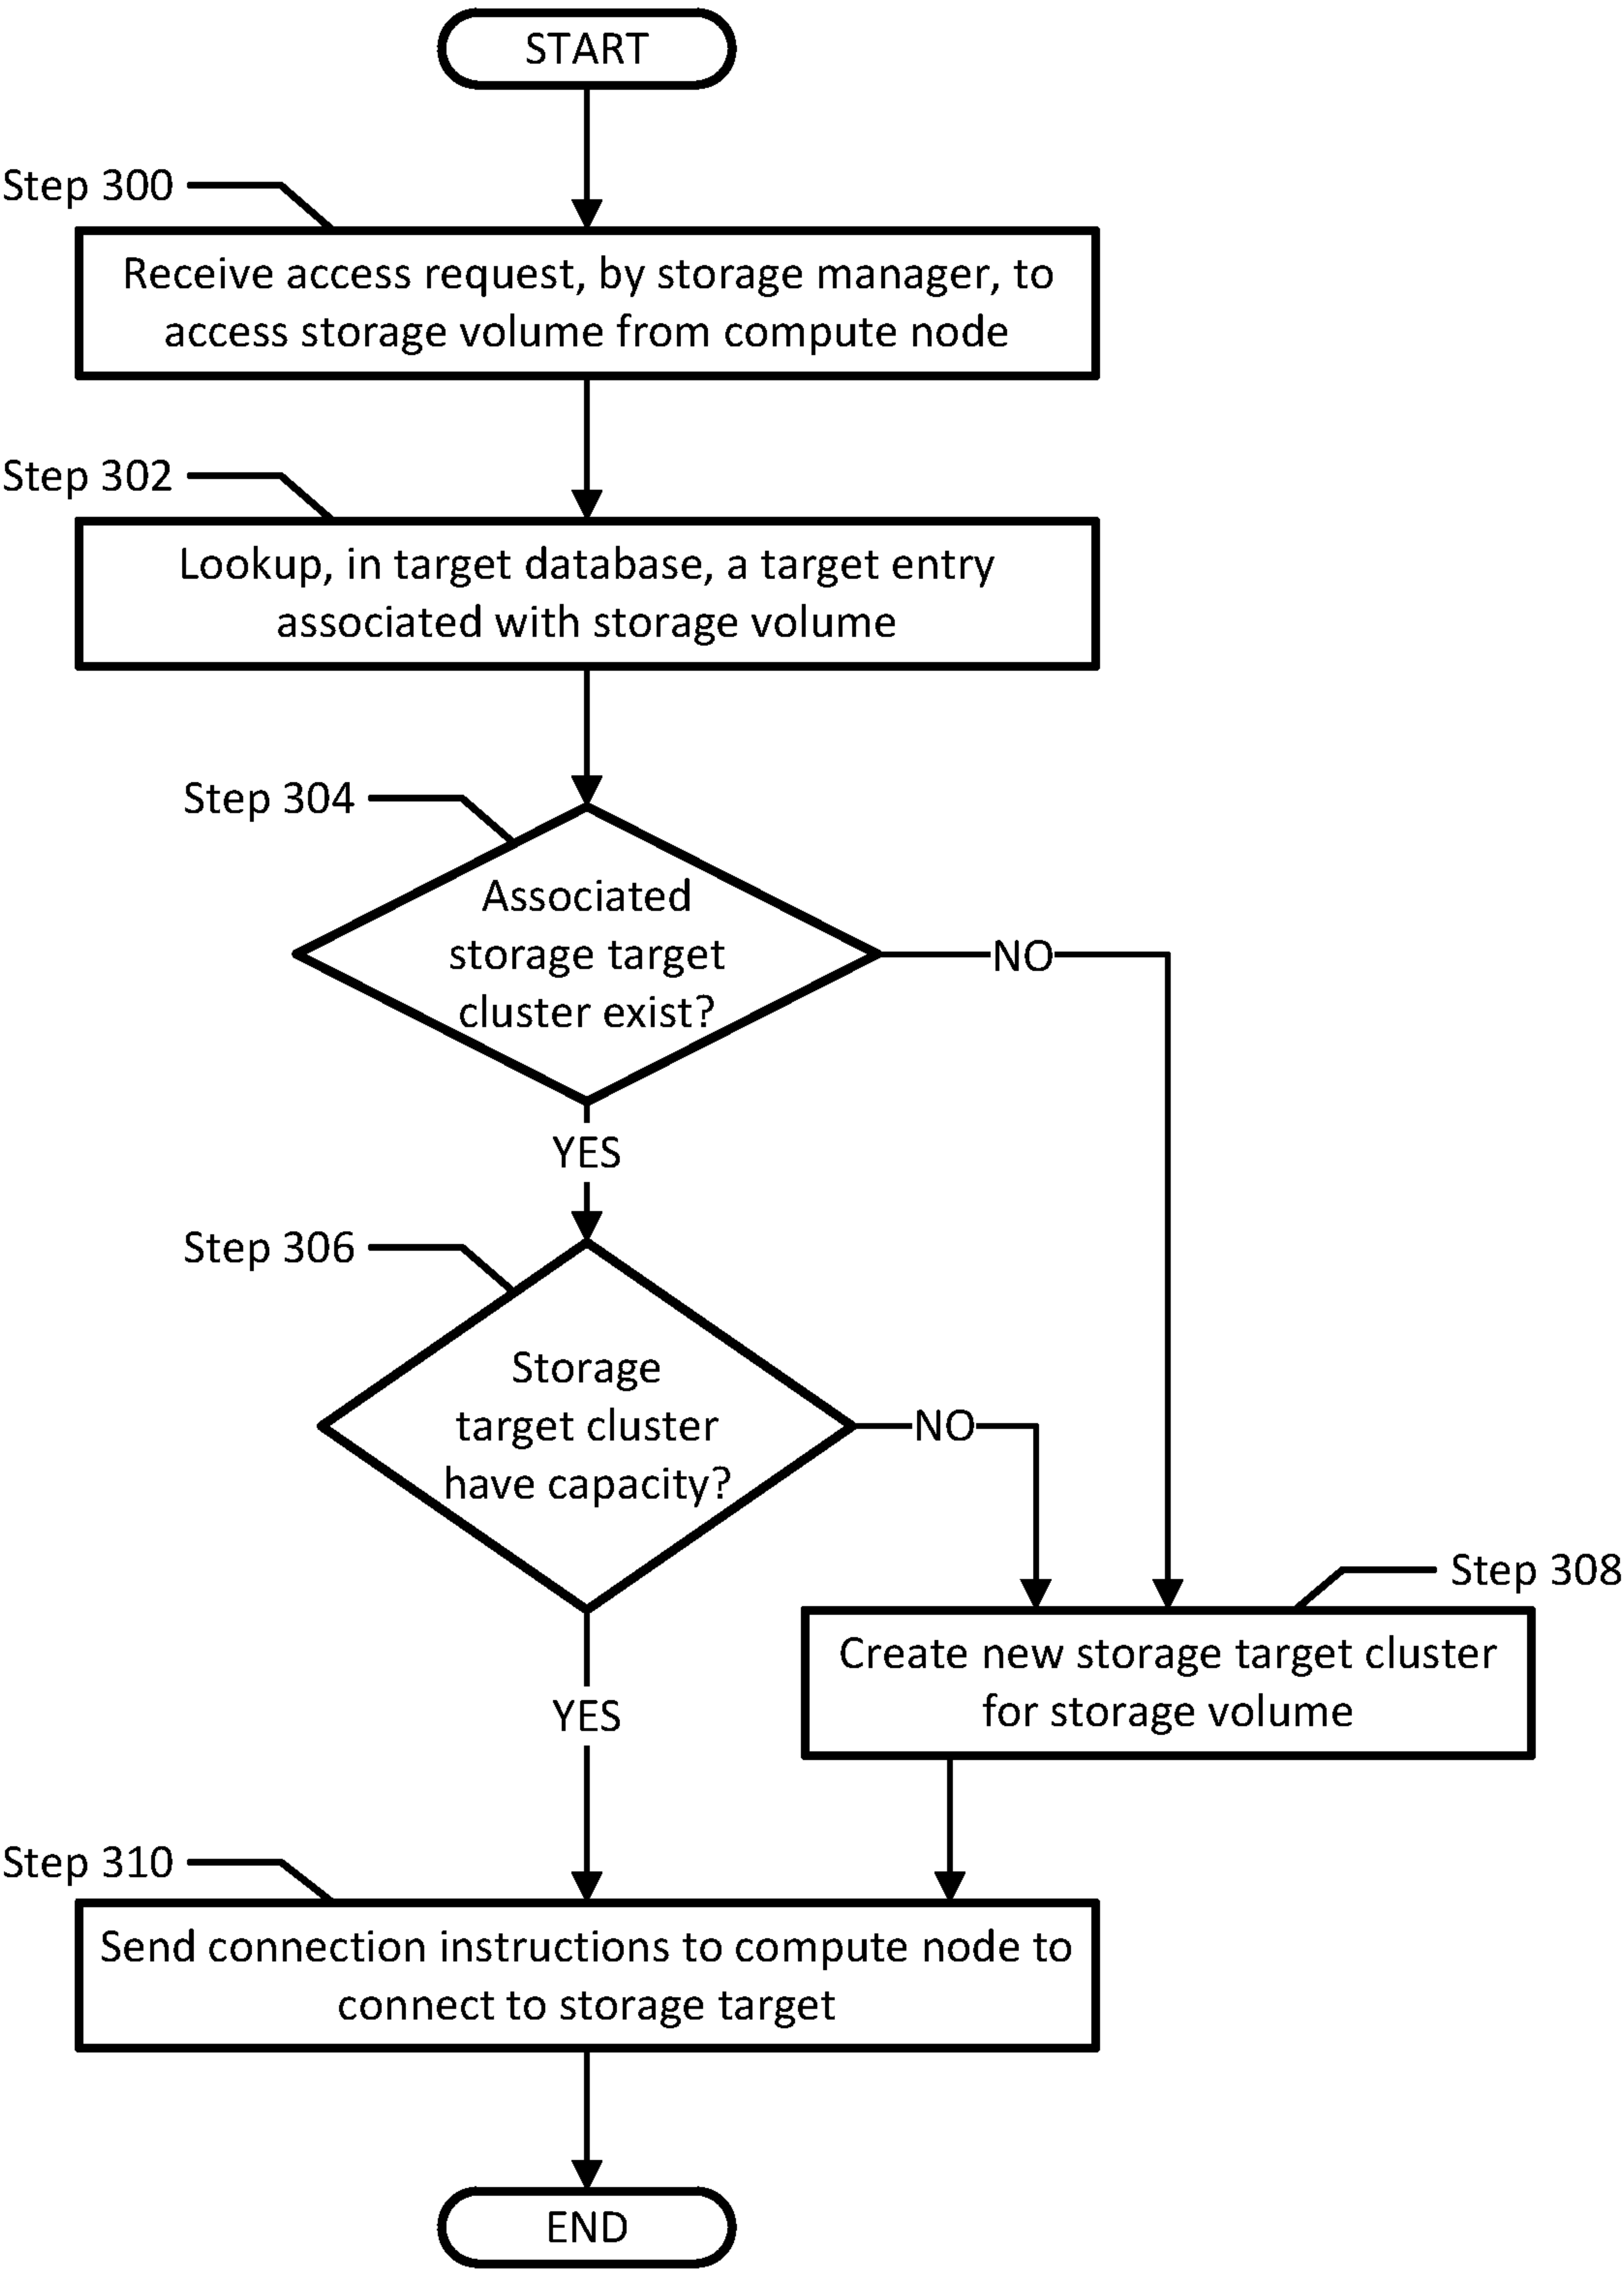 START
Step 300
Receive access request, by storage manager, to
access storage volume from compute node
Step 302
Lookup, in target database, a target entry
associated with storage volume
Step 304
Associated
storage target
cluster exist?
NO
YES
Step 306
Storage
target cluster
have capacity?
NO
YES
Step 308
Create new storage target cluster
for storage volume
Step 310
Send connection instructions to compute node to
connect to storage target
END